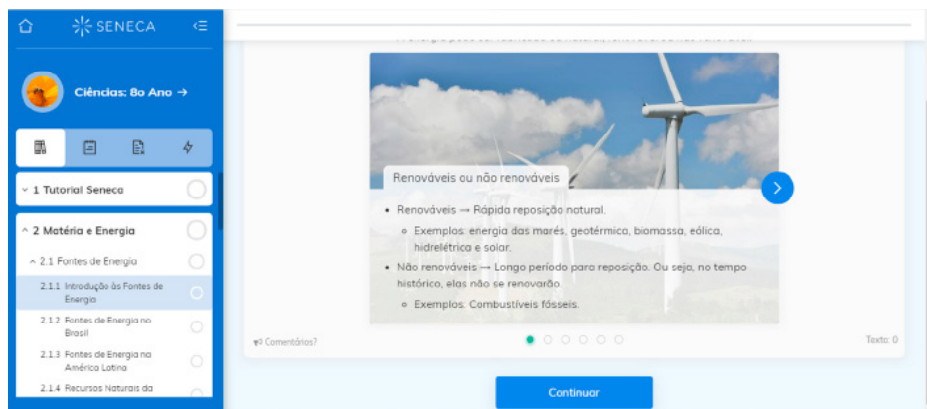 SENECA
Ciências: 8o Ano →
1 Tutorial Seneca
2 Matéria e Energia
2.1 Fontes de Energia
2.1.1 Introdução às Fontes de
Energia
2.1.2 Fontes de Energia no
Brasil
2.1.3 Fontes de Energia na
América Latina
2.1.4 Recursos Naturais da
Renováveis ou não renováveis
• Renováveis → Rápida reposição natural.
Exemplos: energia das marés, geotérmica, biomassa, eólica,
hidrelétrica e solar.
• Não renováveis → Longo período para reposição. Ou seja, no tempo
histórico, elas não se renovarão.
Exemplos: Combustíveis fósseis.
Comentários?
Texto: 0
Continuar